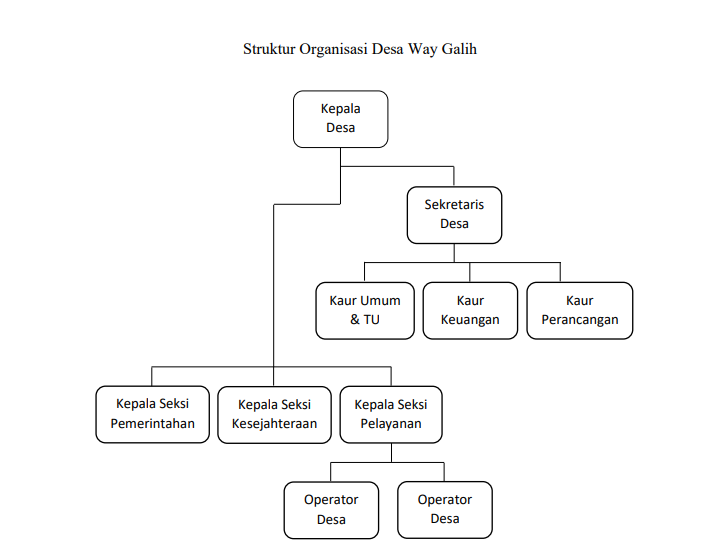 Struktur Organisasi Desa Way Galih
Kepala
Desa
Sekretaris
Desa
Kaur Umum
& TU
Kaur
Keuangan
Kaur
Perancangan
Kepala Seksi
Pemerintahan
Kepala Seksi
Kesejahteraan
Kepala Seksi
Pelayanan
Operator
Desa
Operator
Desa